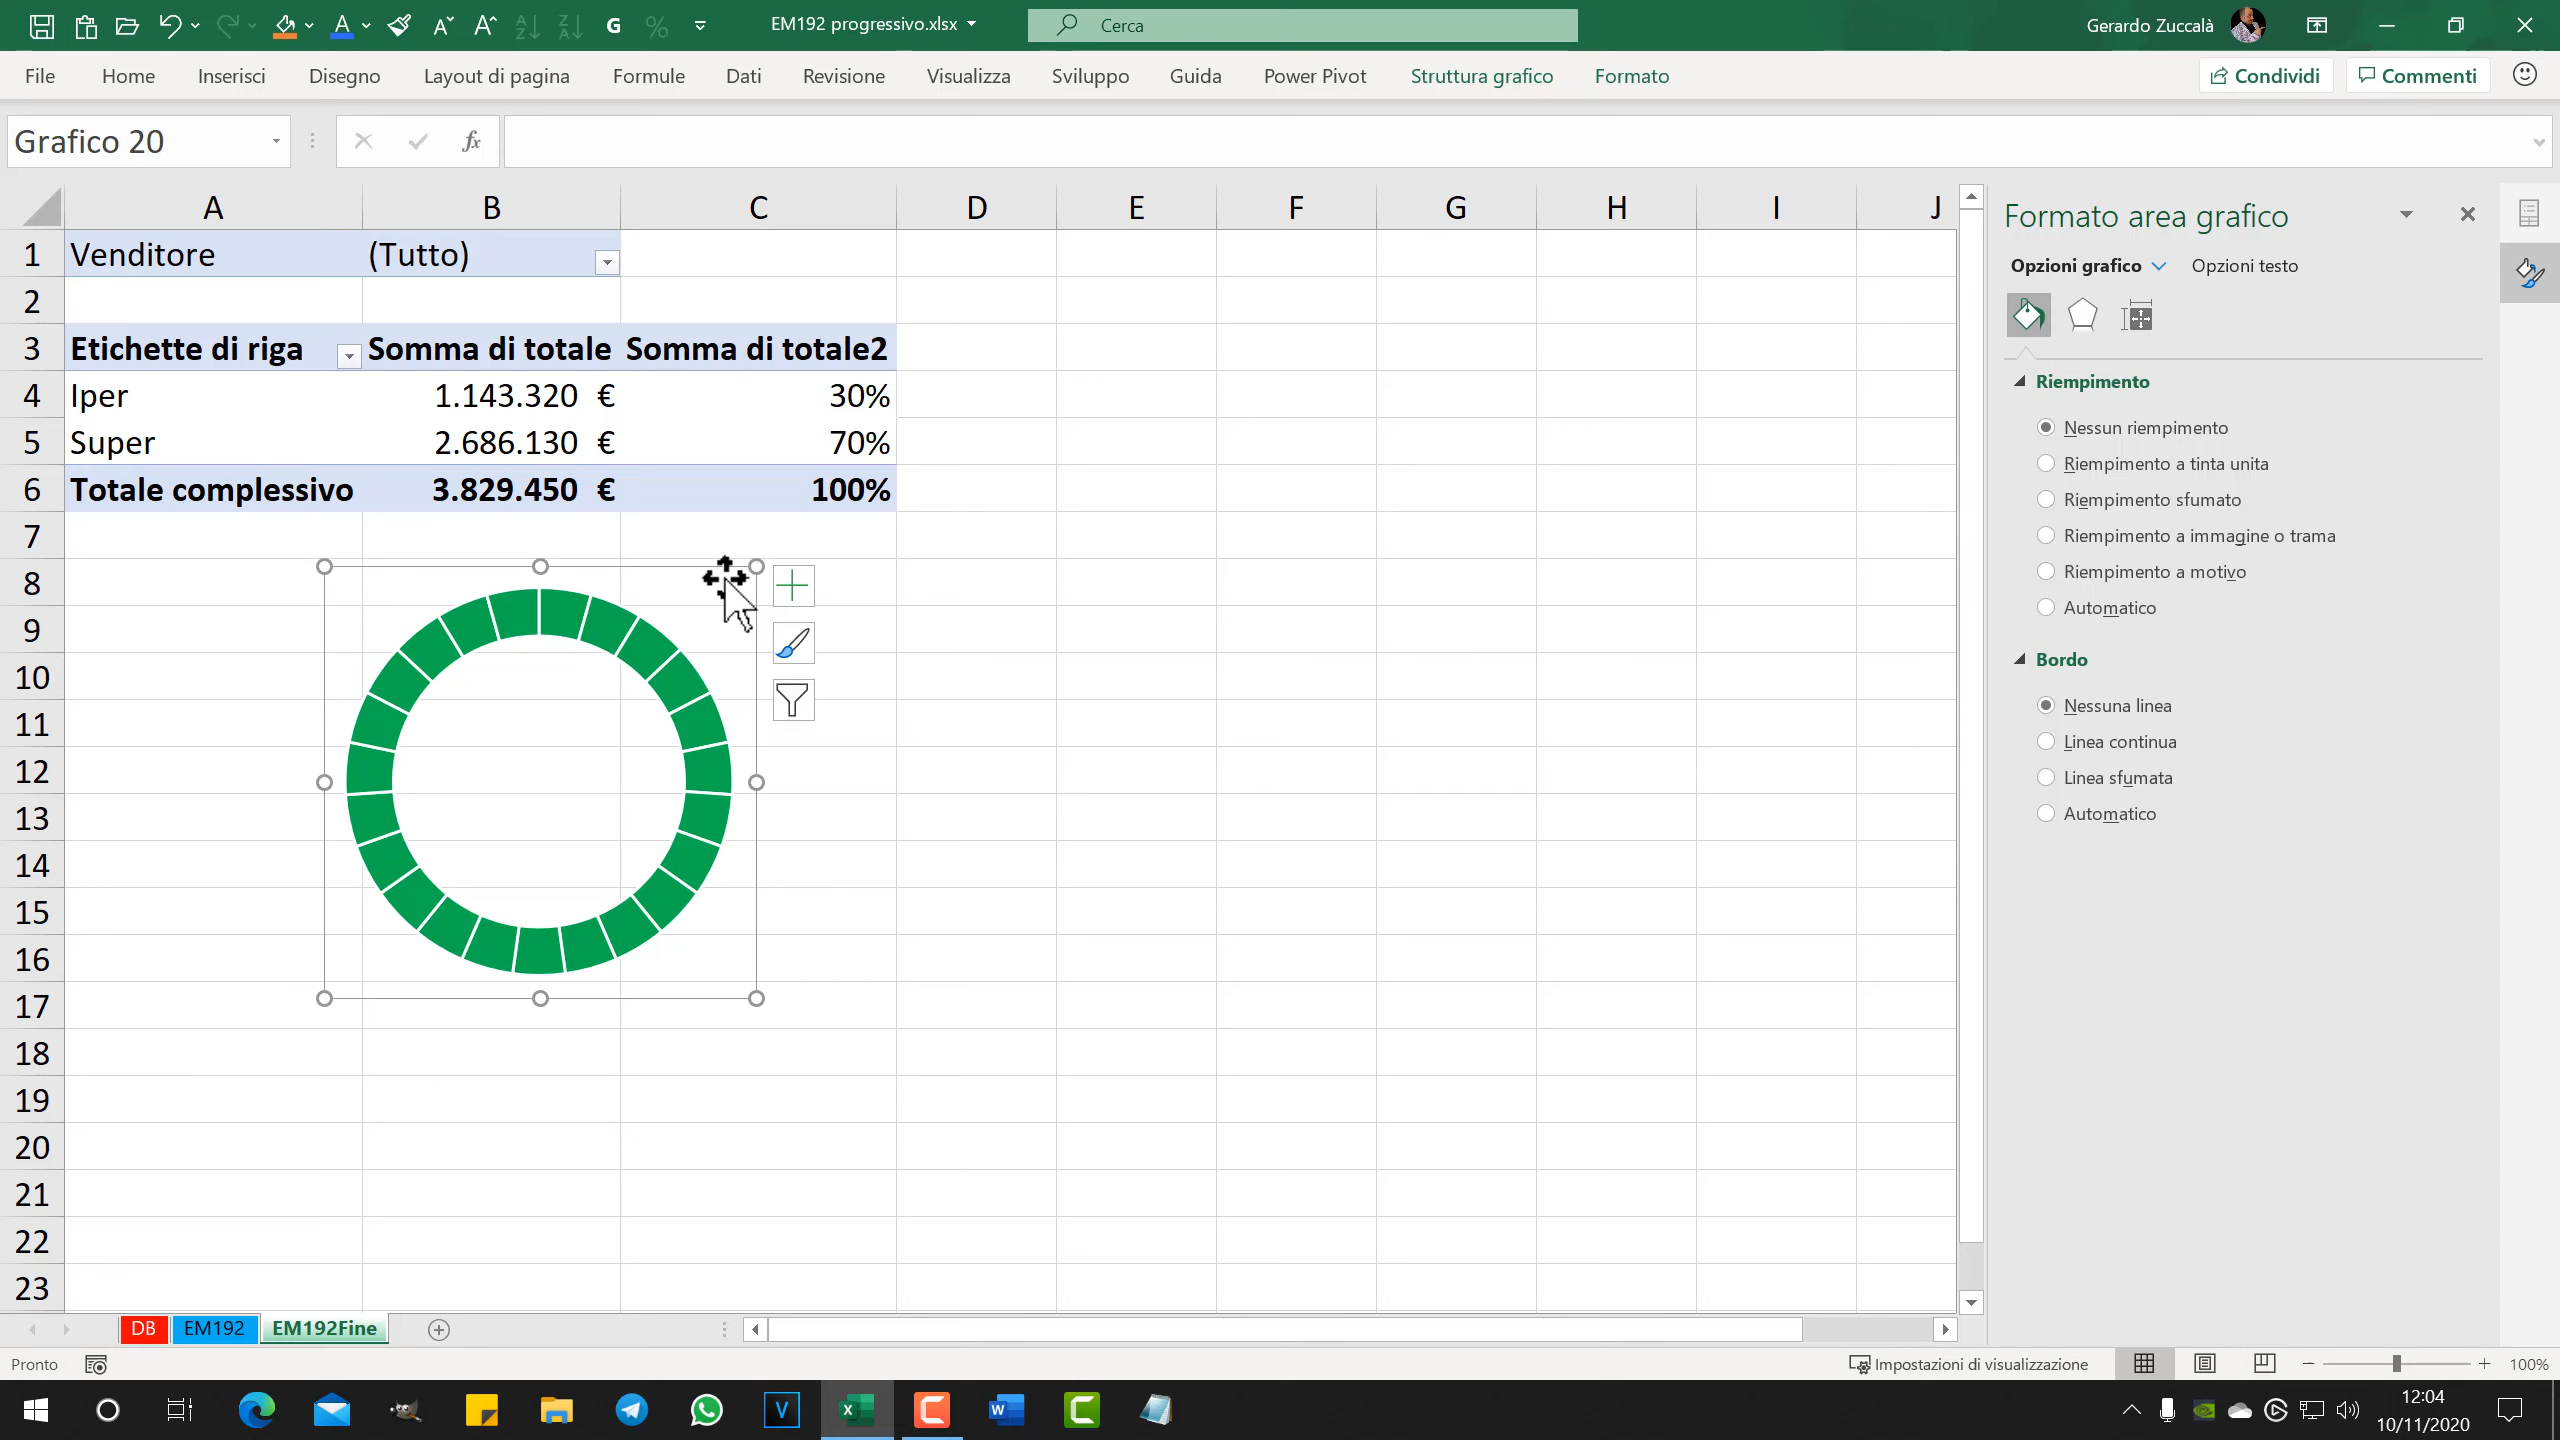 EM192 progressivo.xlsx
Cerca
Gerardo Zuccalà
File Home Inserisci Disegno Layout di pagina Formule Dati Revisione Visualizza Sviluppo Guida Power Pivot Struttura grafico Formato Condividi Commenti
Grafico 20
fx
A B C D E F G H I J
1 Venditore (Tutto)
2
3 Etichette di riga Somma di totale Somma di totale2
4 Iper 1.143.320 € 30%
5 Super 2.686.130 € 70%
6 Totale complessivo 3.829.450 € 100%
7
8
9
10
11
12
13
14
15
16
17
18
19
20
21
22
23
Formato area grafico
Opzioni grafico Opzioni testo
Riempimento
Nessun riempimento
Riempimento a tinta unita
Riempimento sfumato
Riempimento a immagine o trama
Riempimento a motivo
Automatico
Bordo
Nessuna linea
Linea continua
Linea sfumata
Automatico
DB EM192 EM192Fine
Pronto
Impostazioni di visualizzazione
100%
12:04
10/11/2020